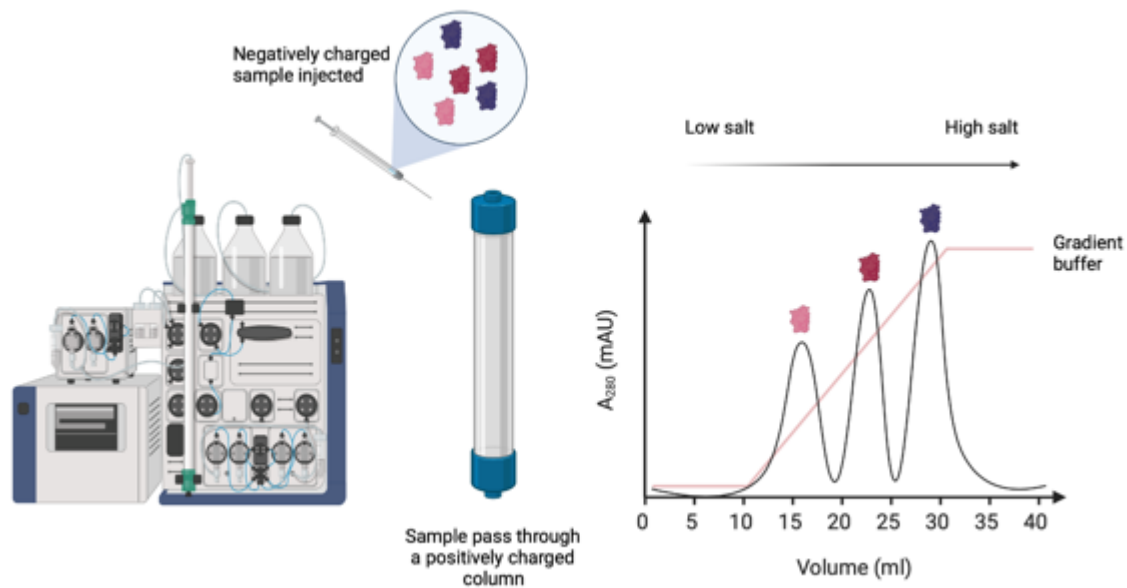 Negatively charged
sample injected
Low salt
High salt
Gradient
buffer
A₂₈₀ (mAU)
0 5 10 15 20 25 30 35 40
Volume (ml)
Sample pass through
a positively charged
column